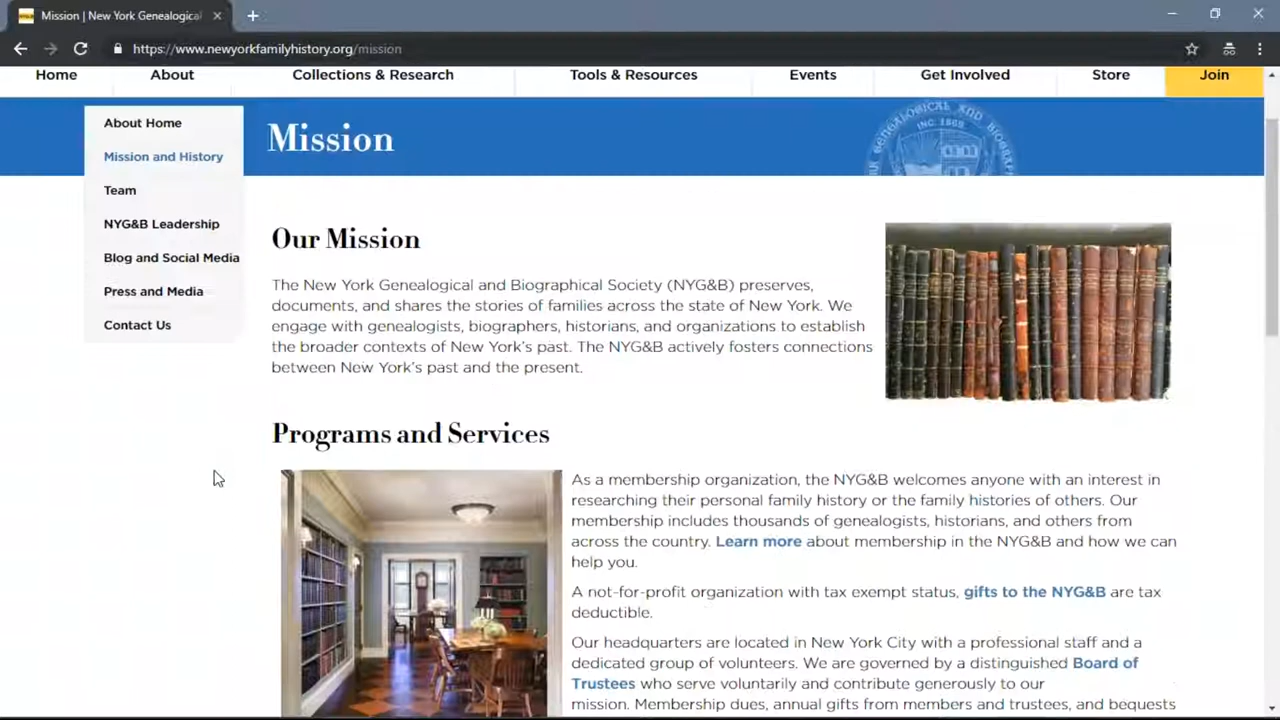 Mission | New York Genealogical
https://www.newyorkfamilyhistory.org/mission
Home About Collections & Research Tools & Resources Events Get Involved Store Join
About Home
Mission and History
Team
NYG&B Leadership
Blog and Social Media
Press and Media
Contact Us
Mission
GENEALOGICAL AND BIOGRAPHICAL
INC. 1869
Our Mission
The New York Genealogical and Biographical Society (NYG&B) preserves,
documents, and shares the stories of families across the state of New York. We
engage with genealogists, biographers, historians, and organizations to establish
the broader contexts of New York's past. The NYG&B actively fosters connections
between New York's past and the present.
Programs and Services
As a membership organization, the NYG&B welcomes anyone with an interest in
researching their personal family history or the family histories of others. Our
membership includes thousands of genealogists, historians, and others from
across the country. Learn more about membership in the NYG&B and how we can
help you.
A not-for-profit organization with tax exempt status, gifts to the NYG&B are tax
deductible.
Our headquarters are located in New York City with a professional staff and a
dedicated group of volunteers. We are governed by a distinguished Board of
Trustees who serve voluntarily and contribute generously to our
mission. Membership dues, annual gifts from members and trustees, and bequests